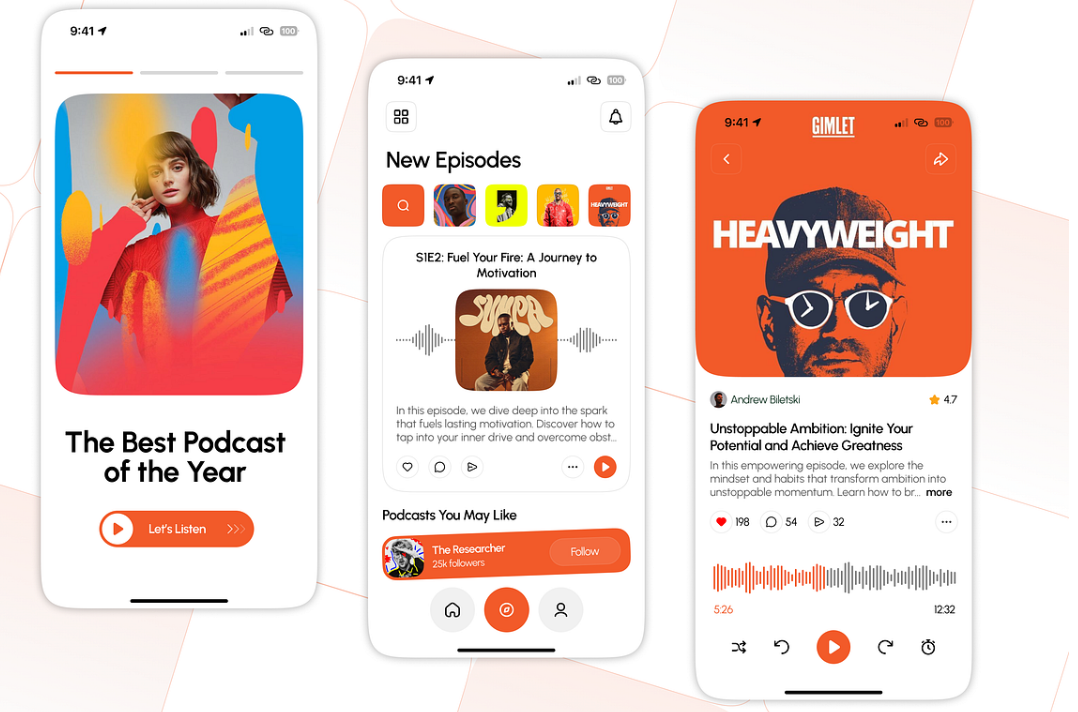 9:41
100
The Best Podcast
of the Year
Let's Listen
9:41
100
New Episodes
HEAVYWEIGHT
S1E2: Fuel Your Fire: A Journey to
Motivation
In this episode, we dive deep into the spark
that fuels lasting motivation. Discover how to
tap into your inner drive and overcome obst...
Podcasts You May Like
The Researcher
25k followers
Follow
9:41
GIMLET
100
HEAVYWEIGHT
Andrew Biletski
4.7
Unstoppable Ambition: Ignite Your
Potential and Achieve Greatness
In this empowering episode, we explore the
mindset and habits that transform ambition into
unstoppable momentum. Learn how to br... more
198
54
32
5:26
12:32